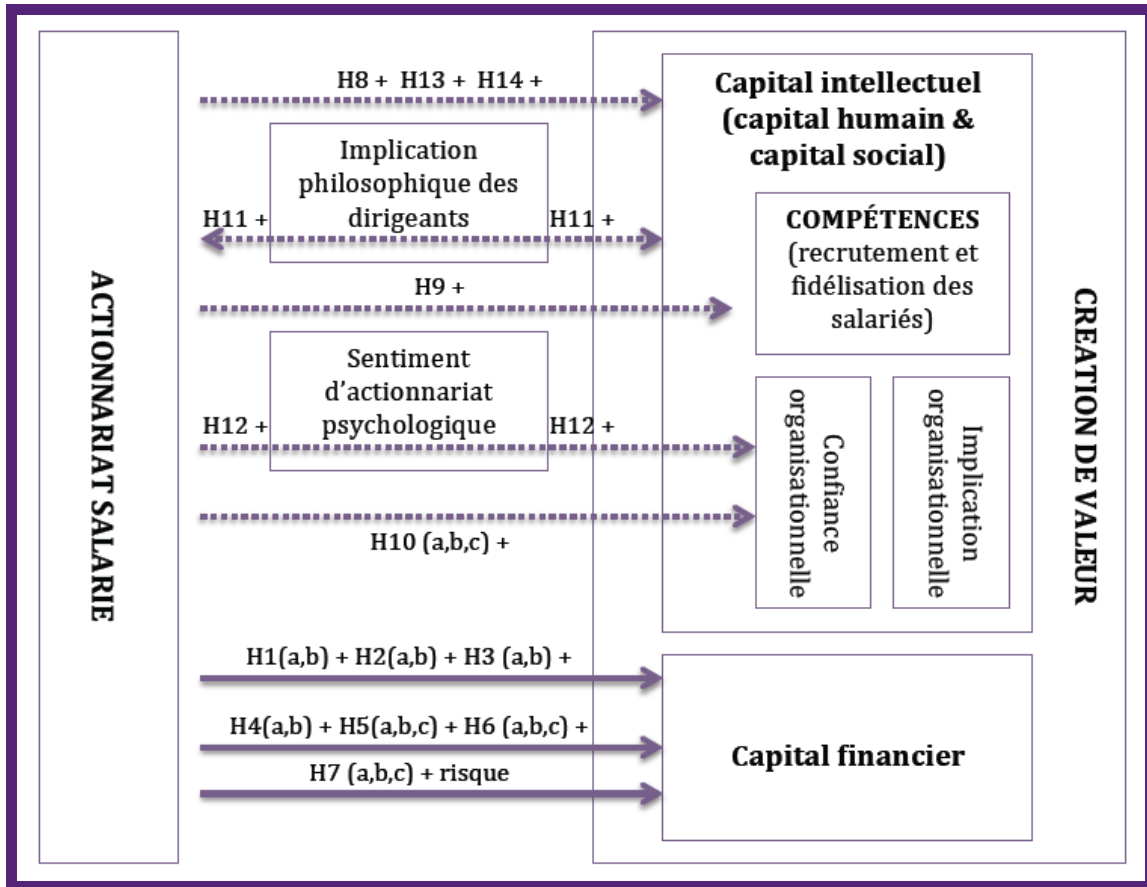 ACTIONNARIAT SALARIE
H8 + H13 + H14 +
Implication
philosophique des
dirigeants
H11 +
H11 +
H9 +
Sentiment
d'actionnariat
psychologique
H12 +
H12 +
H10 (a,b,c) +
H1(a,b) + H2(a,b) + H3 (a,b) +
H4(a,b) + H5(a,b,c) + H6 (a,b,c) +
H7 (a,b,c) + risque
Capital intellectuel
(capital humain &
capital social)
COMPÉTENCES
(recrutement et
fidélisation des
salariés)
Confiance
organisationnelle
Implication
organisationnelle
Capital financier
CREATION DE VALEUR